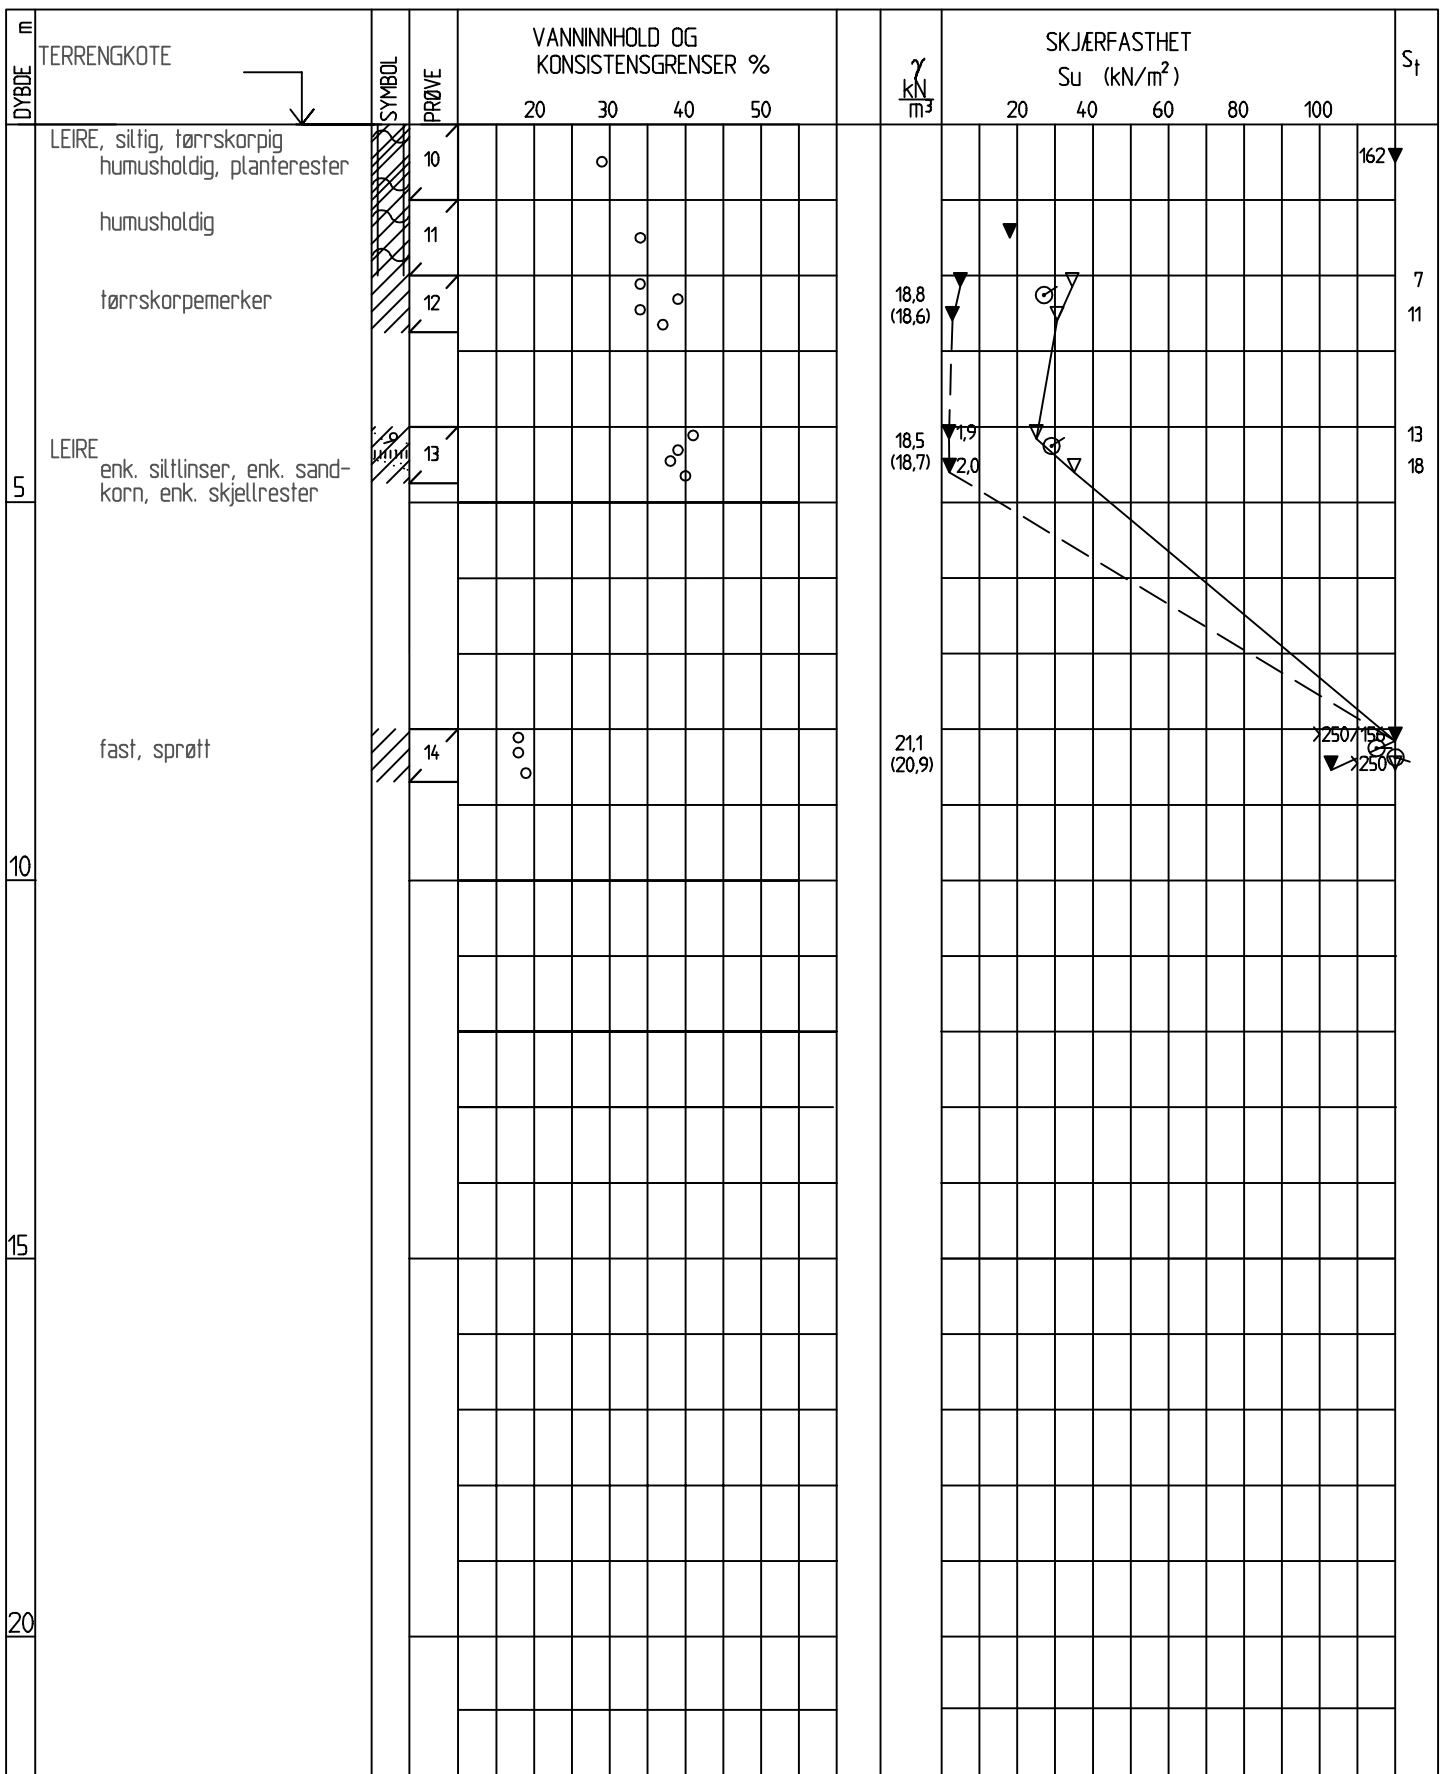 DYBDE m
TERRENGKOTE
SYMBOL
PRØVE
VANNINNHOLD OG
KONSISTENSGRENSER %
20 30 40 50
γ
kN
m³
SKJÆRFASTHET
Su (kN/m²)
20 40 60 80 100
St
LEIRE, siltig, tørrskorpig
humusholdig, planterester
10
162
humusholdig
11
tørrskorpemerker
12
18,8
(18,6)
7
11
LEIRE
enk. siltlinser, enk. sand-
korn, enk. skjellrester
13
18,5
(18,7)
1,9
2,0
13
18
5
fast, sprøtt
14
21,1
(20,9)
>250/156
>250
10
15
20